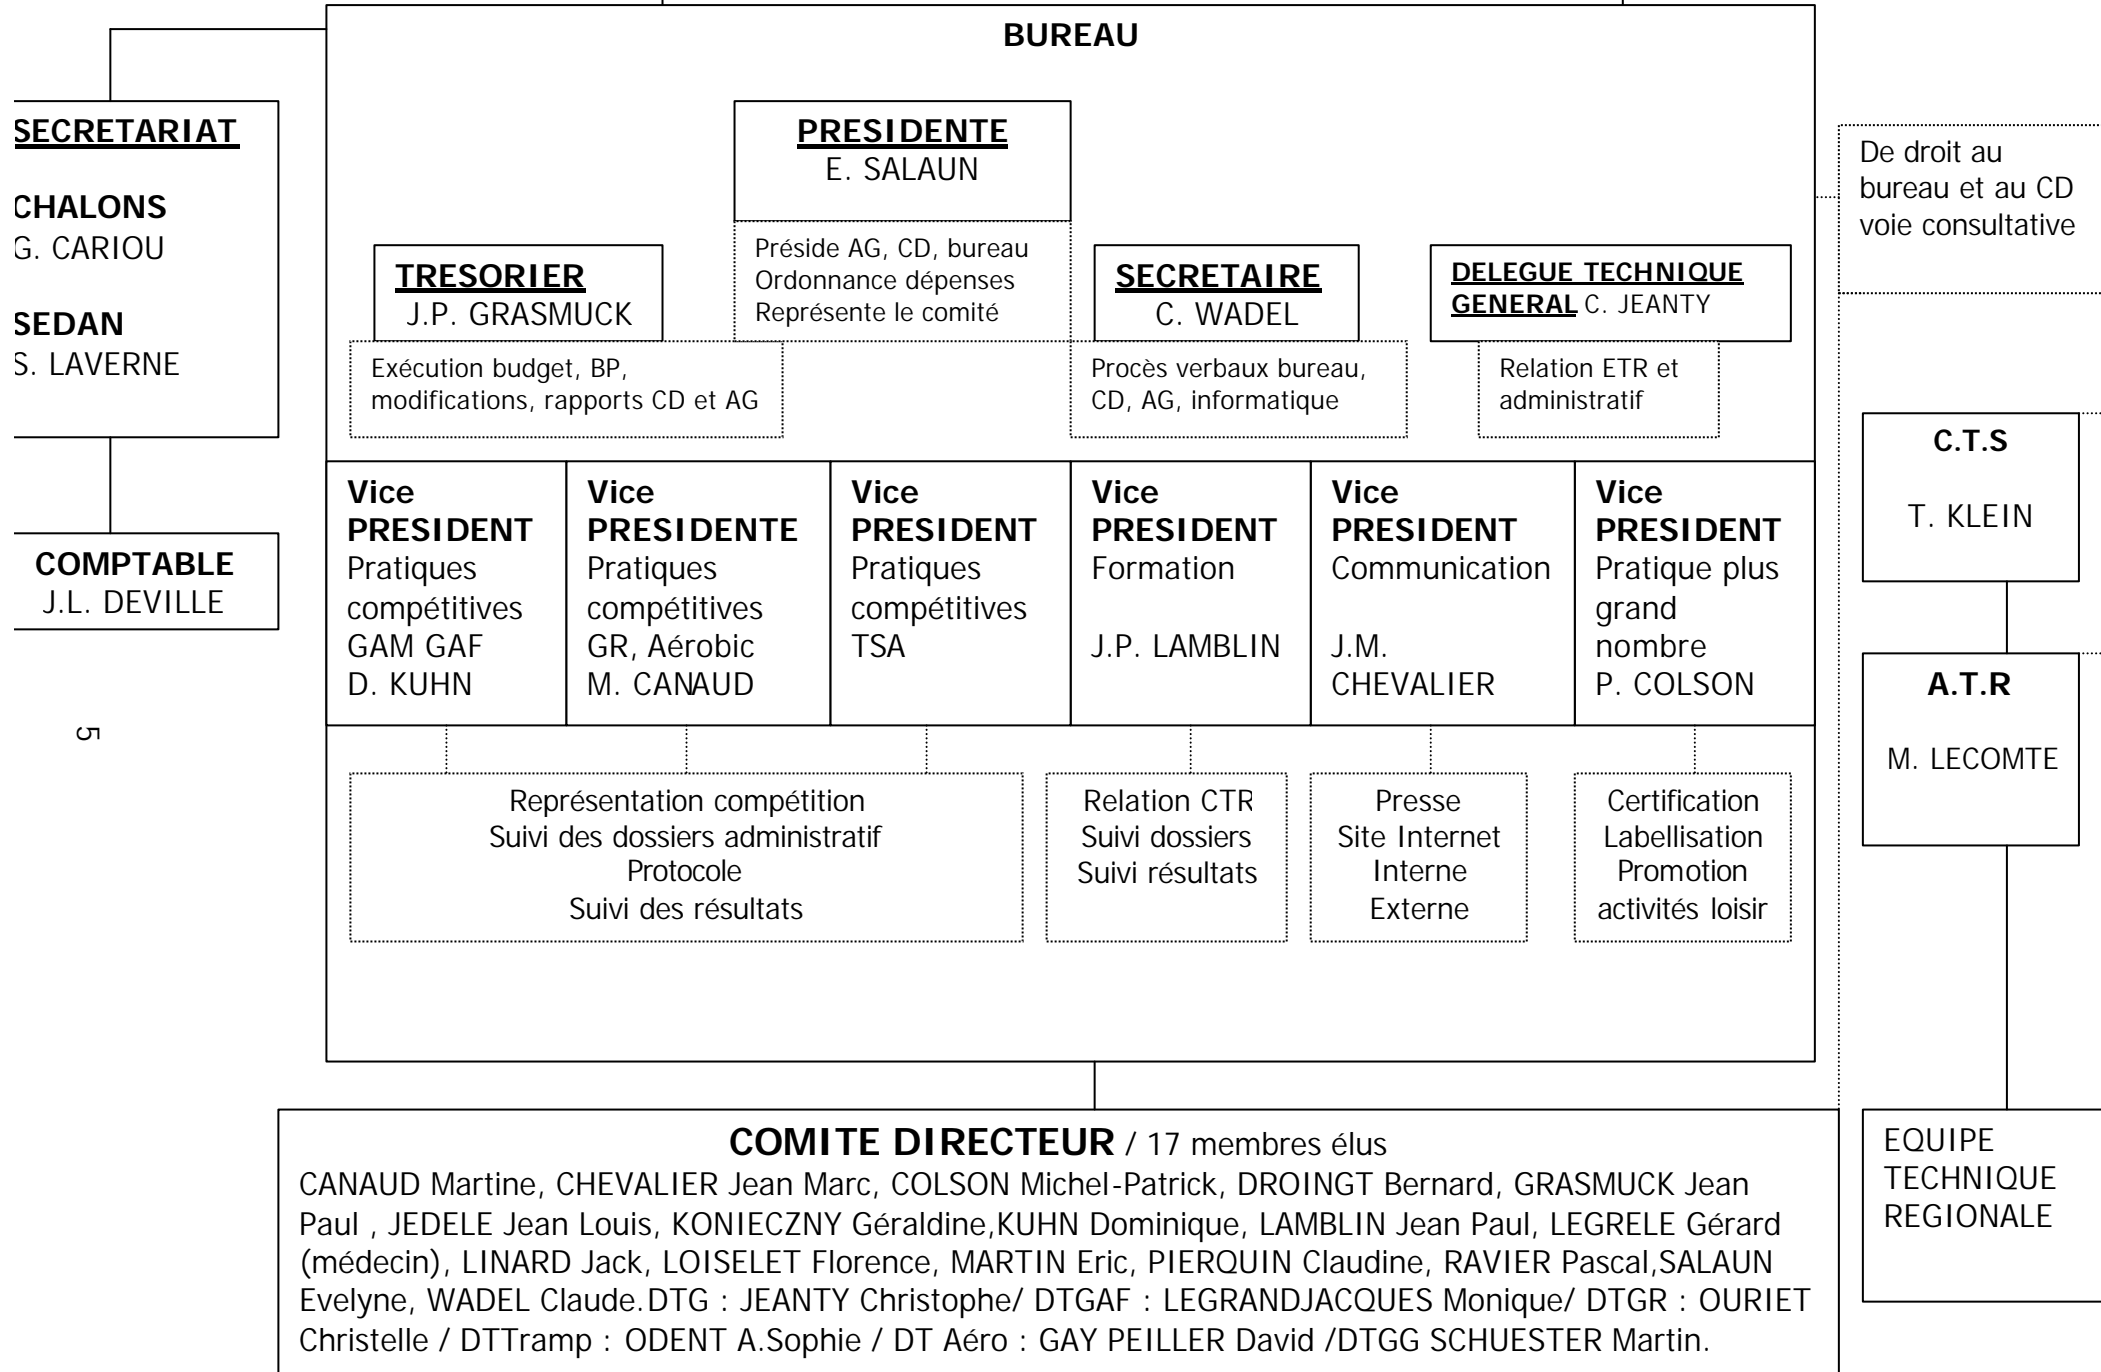 BUREAU
SECRETARIAT
CHALONS
G. CARIOU
SEDAN
S. LAVERNE
COMPTABLE
J.L. DEVILLE
5
PRESIDENTE
E. SALAUN
Préside AG, CD, bureau
Ordonnance dépenses
Représente le comité
TRESORIER
J.P. GRASMUCK
Exécution budget, BP,
modifications, rapports CD et AG
SECRETAIRE
C. WADEL
Procès verbaux bureau,
CD, AG, informatique
DELEGUE TECHNIQUE
GENERAL C. JEANTY
Relation ETR et
administratif
Vice
PRESIDENT
Pratiques
compétitives
GAM GAF
D. KUHN
Vice
PRESIDENTE
Pratiques
compétitives
GR, Aérobic
M. CANAUD
Vice
PRESIDENT
Pratiques
compétitives
TSA
Vice
PRESIDENT
Formation
J.P. LAMBLIN
Vice
PRESIDENT
Communication
J.M.
CHEVALIER
Vice
PRESIDENT
Pratique plus
grand
nombre
P. COLSON
Représentation compétition
Suivi des dossiers administratif
Protocole
Suivi des résultats
Relation CTR
Suivi dossiers
Suivi résultats
Presse
Site Internet
Interne
Externe
Certification
Labellisation
Promotion
activités loisir
De droit au
bureau et au CD
voie consultative
C.T.S
T. KLEIN
A.T.R
M. LECOMTE
EQUIPE
TECHNIQUE
REGIONALE
COMITE DIRECTEUR / 17 membres élus
CANAUD Martine, CHEVALIER Jean Marc, COLSON Michel-Patrick, DROINGT Bernard, GRASMUCK Jean
Paul , JEDELE Jean Louis, KONIECZNY Géraldine,KUHN Dominique, LAMBLIN Jean Paul, LEGRELE Gérard
(médecin), LINARD Jack, LOISELET Florence, MARTIN Eric, PIERQUIN Claudine, RAVIER Pascal,SALAUN
Evelyne, WADEL Claude.DTG : JEANTY Christophe/ DTGAF : LEGRANDJACQUES Monique/ DTGR : OURIET
Christelle / DTTramp : ODENT A.Sophie / DT Aéro : GAY PEILLER David /DTGG SCHUESTER Martin.